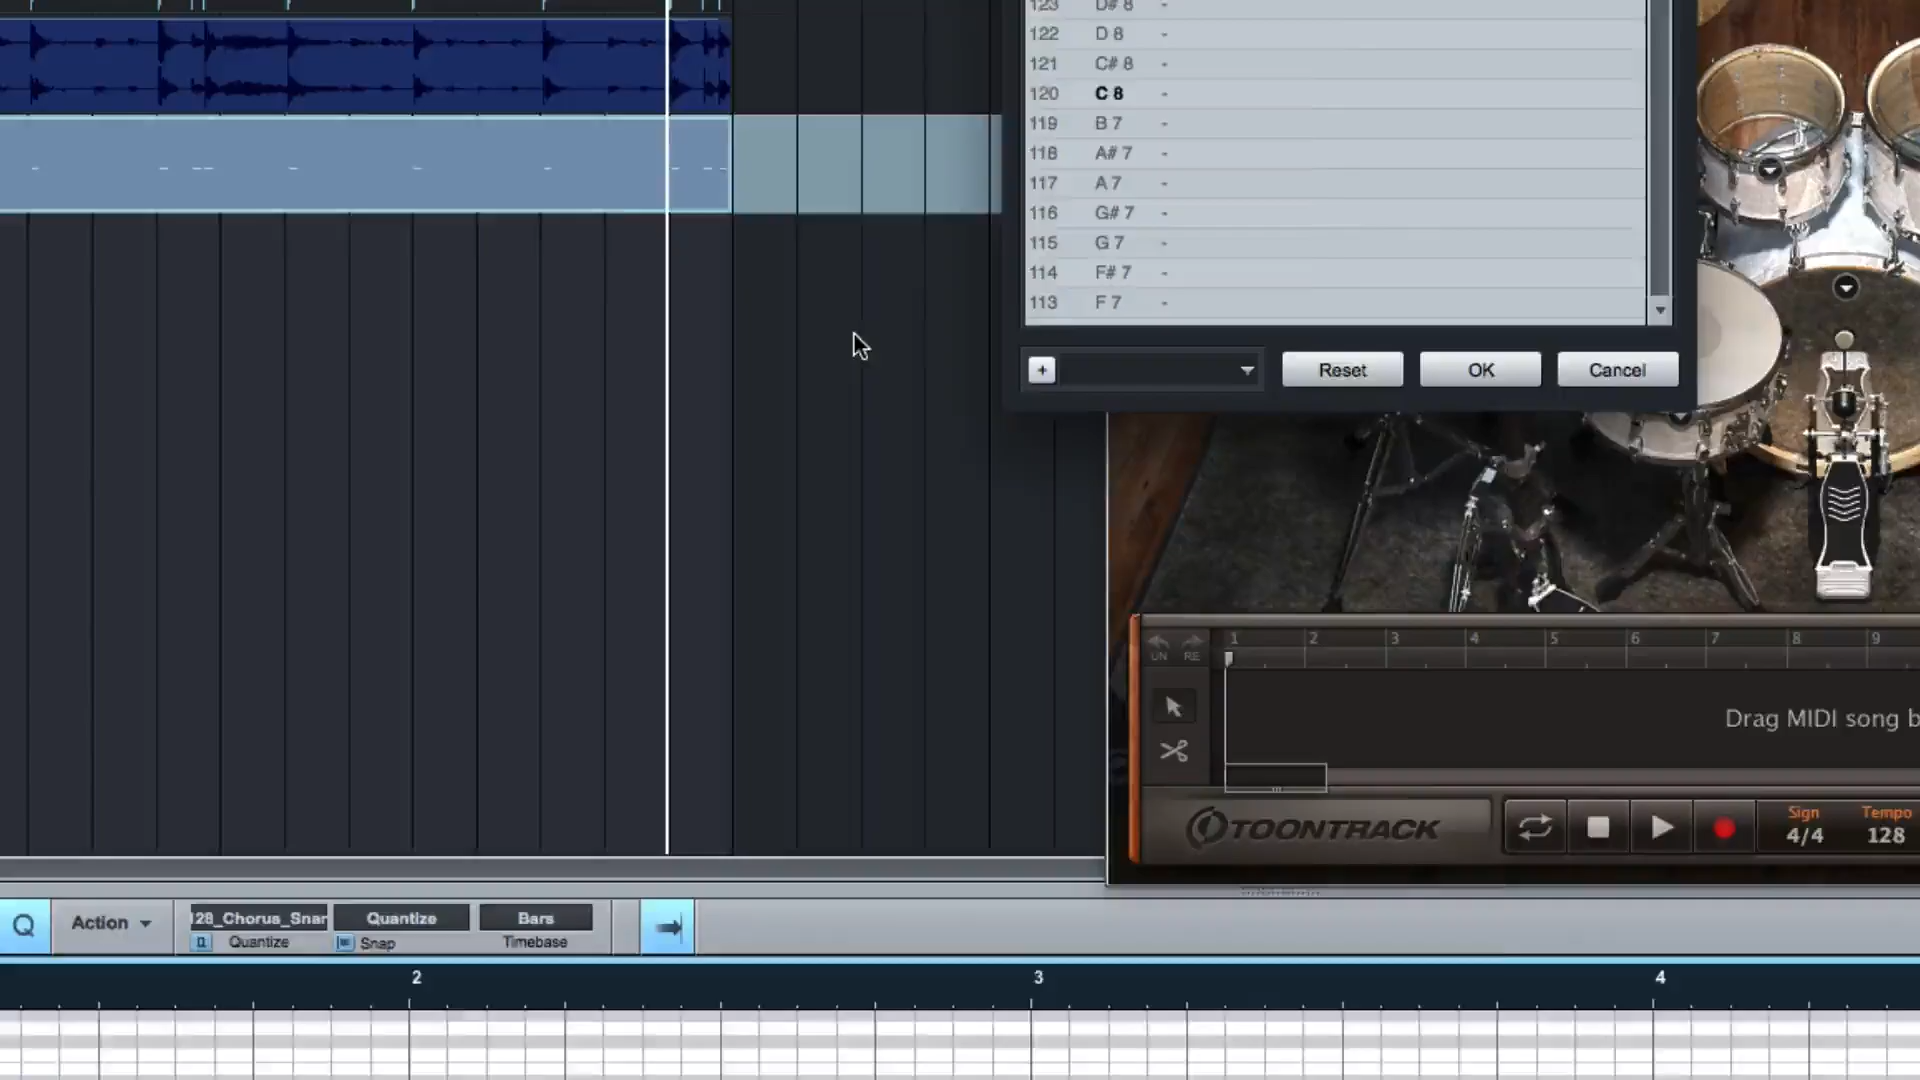 123 D# 8 -
122 D 8 -
121 C# 8 -
120 C 8 -
119 B 7 -
118 A# 7 -
117 A 7 -
116 G# 7 -
115 G 7 -
114 F# 7 -
113 F 7 -
+ Reset OK Cancel
1 2 3 4 5 6 7 8 9
UN RE
Drag MIDI song b
TOONTRACK
Sign Tempo
4/4 128
Q Action 128_Chorus_Snar Quantize Bars
Quantize Snap Timebase
2 3 4